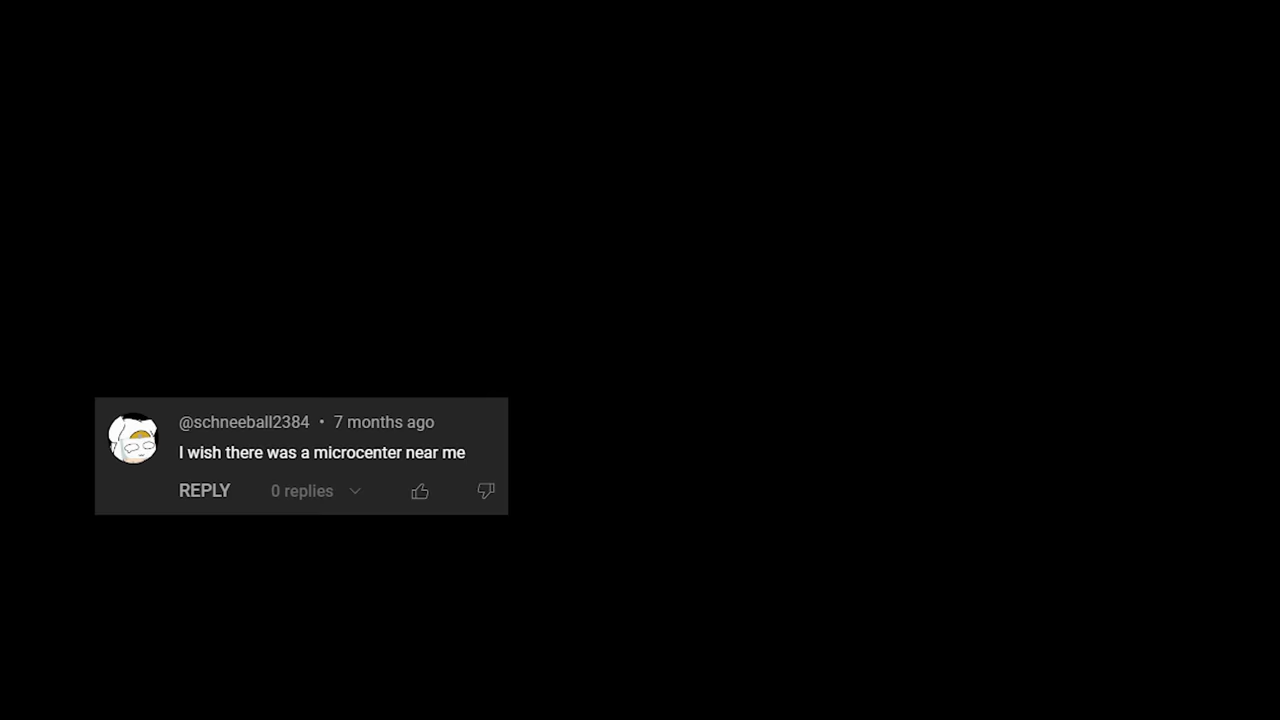 @schneeball2384 • 7 months ago
I wish there was a microcenter near me
REPLY 0 replies